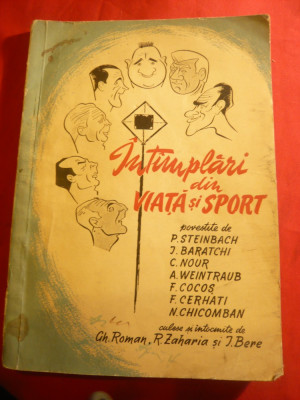 Întîmplări
din
VIAȚĂ și SPORT
povestite de
P. STEINBACH
J. BARATCHI
C. NOUR
A. WEINTRAUB
F. COCOȘ
F. CERHATI
N. CHICOMBAN
culese și întocmite de
Gh. Roman, R. Zaharia și J. Bere